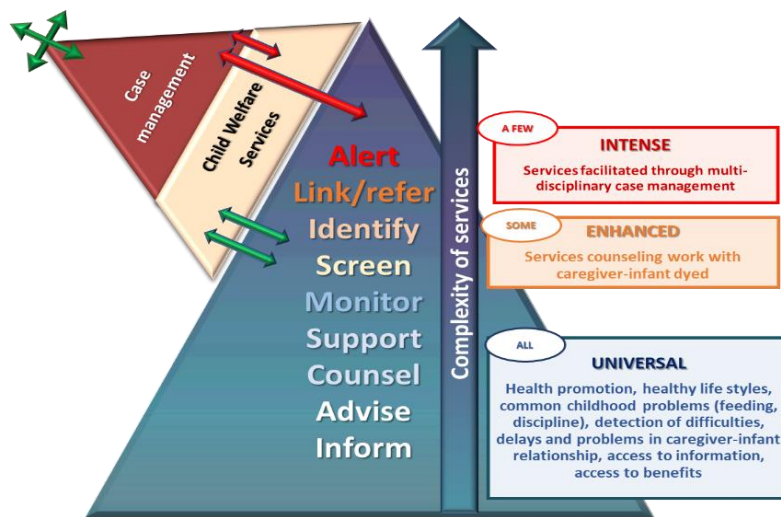 Case
management
Child Welfare
Services
Alert
Link/refer
Identify
Screen
Monitor
Support
Counsel
Advise
Inform
Complexity of services
A FEW
INTENSE
Services facilitated through multi-
disciplinary case management
SOME
ENHANCED
Services counseling work with
caregiver-infant dyed
ALL
UNIVERSAL
Health promotion, healthy life styles,
common childhood problems (feeding,
discipline), detection of difficulties,
delays and problems in caregiver-infant
relationship, access to information,
access to benefits